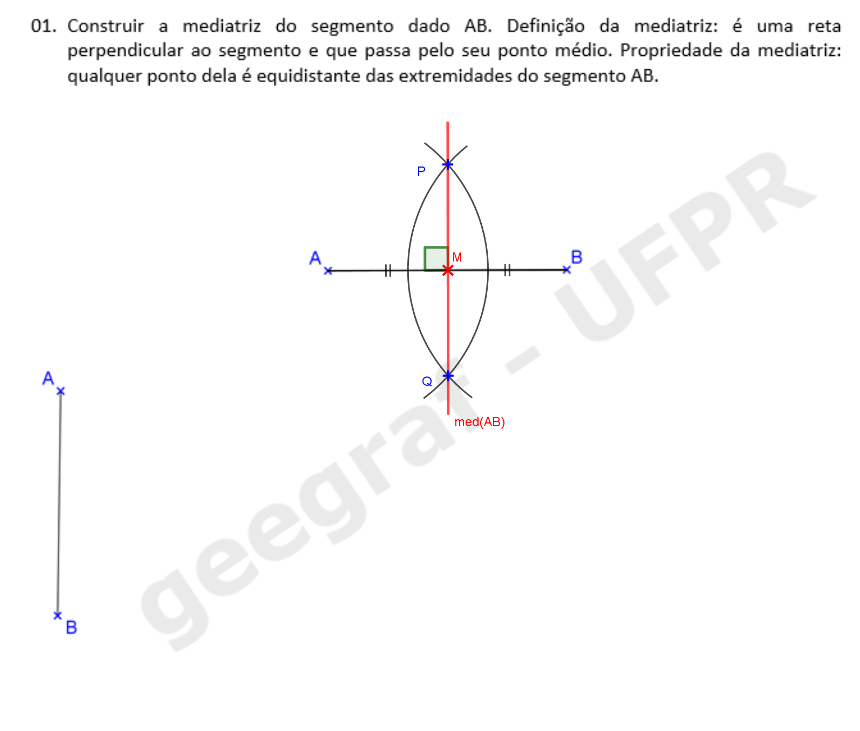 01. Construir a mediatriz do segmento dado AB. Definição da mediatriz: é uma reta
perpendicular ao segmento e que passa pelo seu ponto médio. Propriedade da mediatriz:
qualquer ponto dela é equidistante das extremidades do segmento AB.
P
A
M
B
Q
med(AB)
A
B
geegraf - UFPR